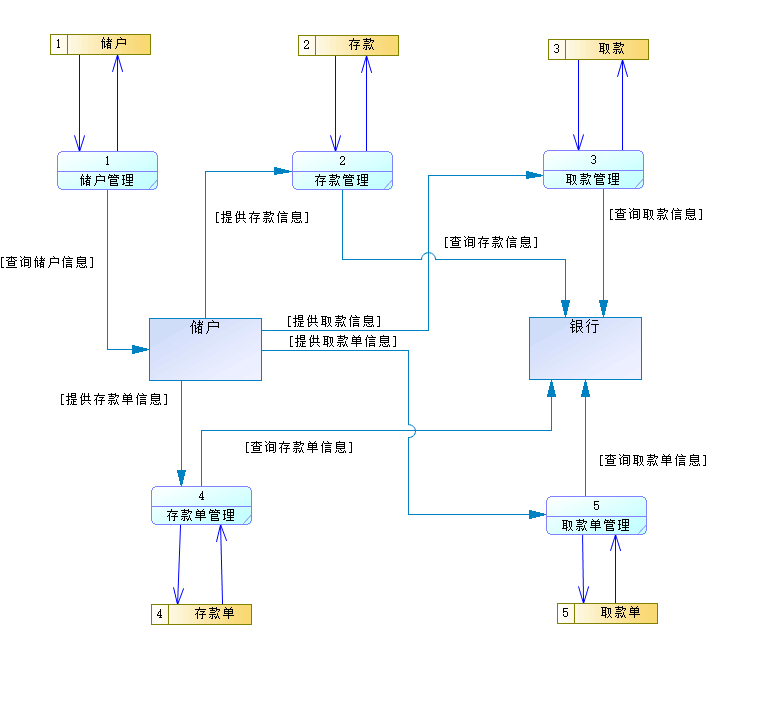 1 储户
2 存款
3 取款
1
储户管理
2
存款管理
3
取款管理
[提供存款信息]
[查询取款信息]
[查询存款信息]
[查询储户信息]
储户
[提供取款信息]
[提供取款单信息]
银行
[提供存款单信息]
[查询存款单信息]
[查询取款单信息]
4
存款单管理
5
取款单管理
4 存款单
5 取款单